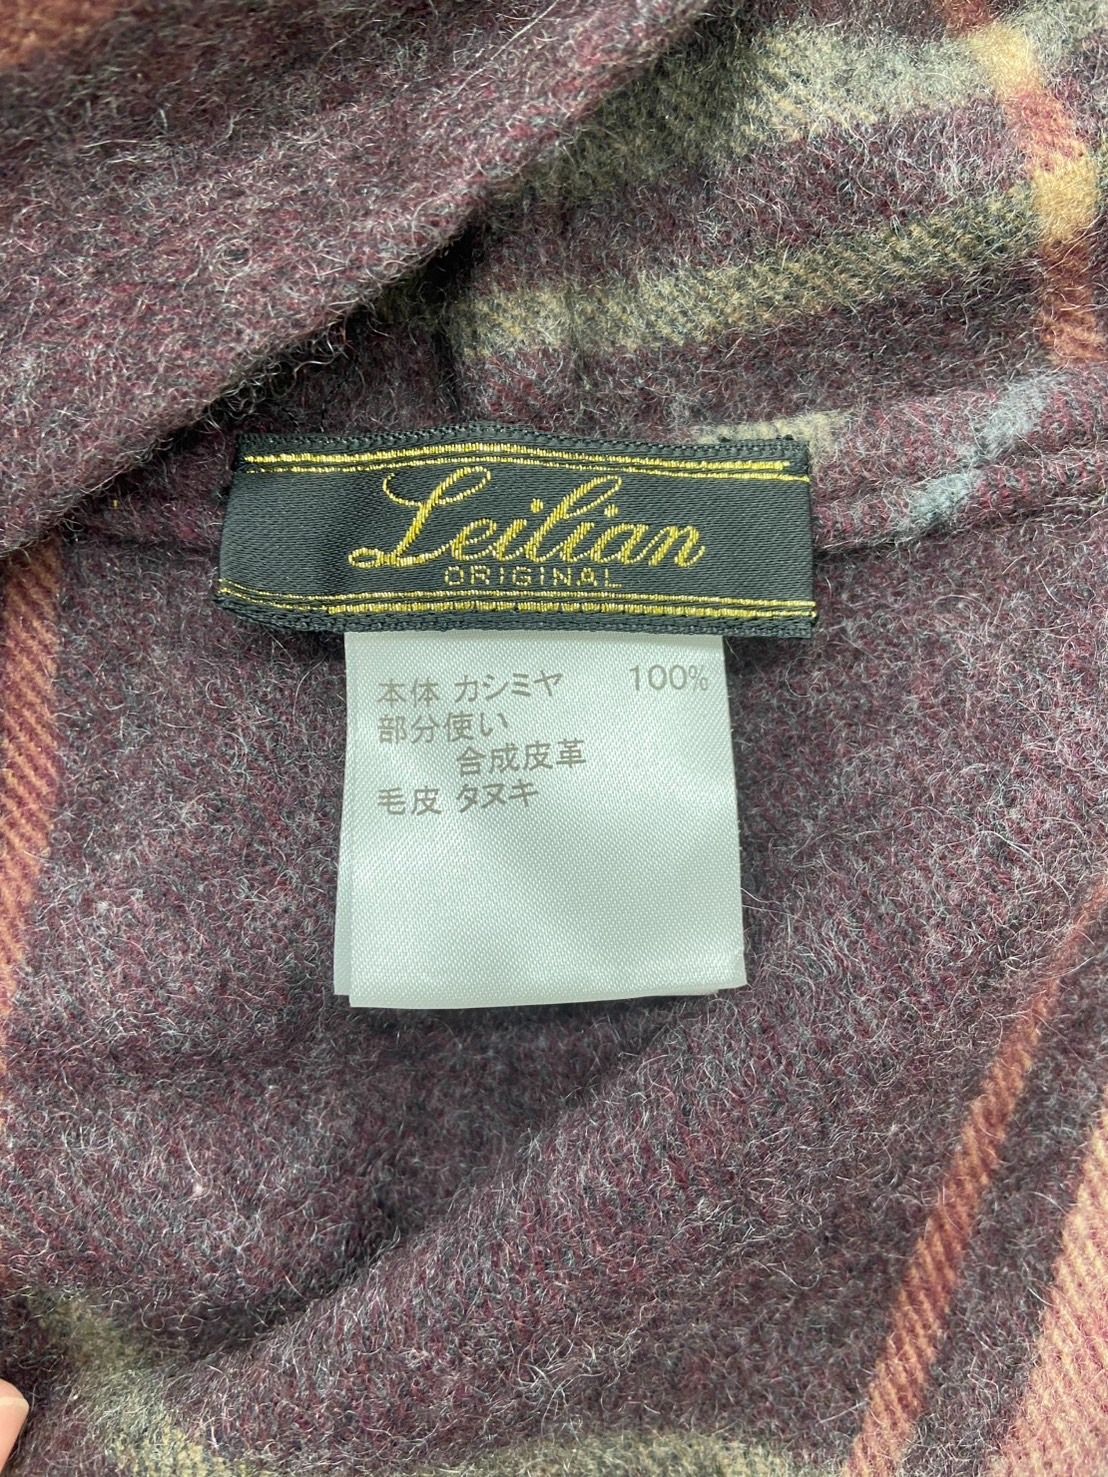 Leilian
ORIGINAL
本体 カシミヤ 100%
部分使い
合成皮革
毛皮 タヌキ